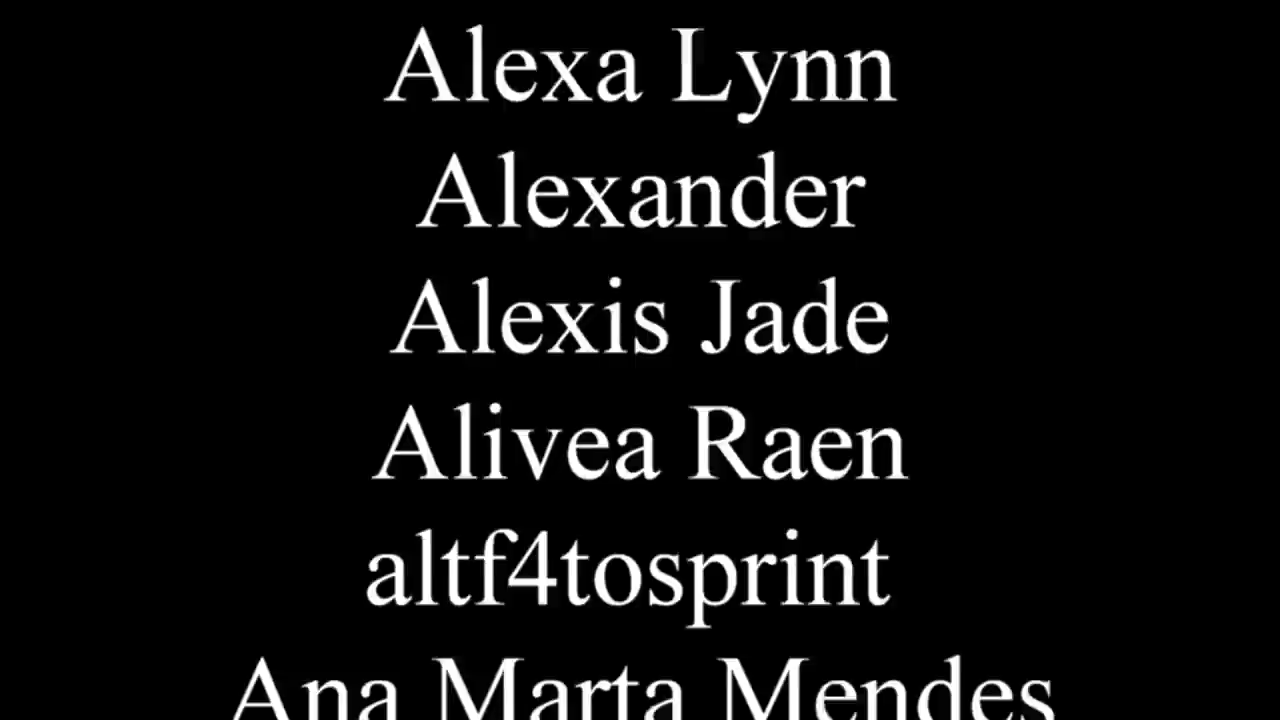 Alexa Lynn
Alexander
Alexis Jade
Alivea Raen
altf4tosprint
Ana Marta Mendes